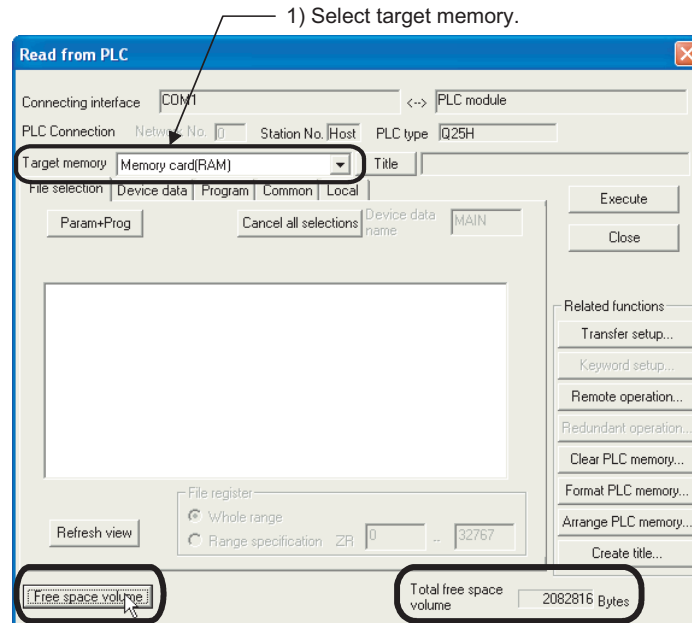 1) Select target memory.
Read from PLC
Connecting interface COM1 <--> PLC module
PLC Connection Network No. 0 Station No. Host PLC type Q25H
Target memory Memory card(RAM) Title
File selection Device data Program Common Local
Execute
Param+Prog Cancel all selections Device data name MAIN
Close
Related functions
Transfer setup...
Keyword setup...
Remote operation...
Redundant operation...
Clear PLC memory...
Format PLC memory...
Arrange PLC memory...
Create title...
File register
Whole range
Range specification ZR 0 .. 32767
Refresh view
Free space volume
Total free space
volume 2082816 Bytes